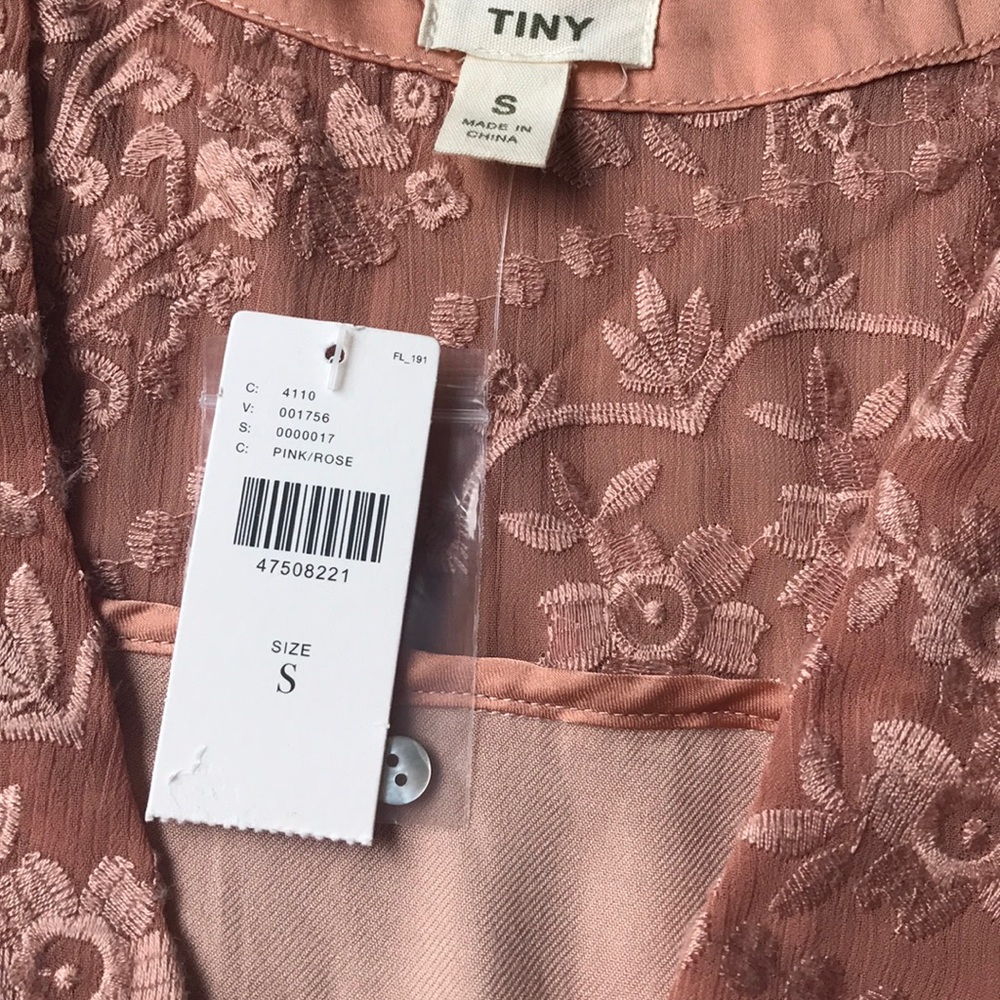 TINY
S
MADE IN
CHINA
FL_191
C: 4110
V: 001756
S: 0000017
C: PINK/ROSE
47508221
SIZE
S